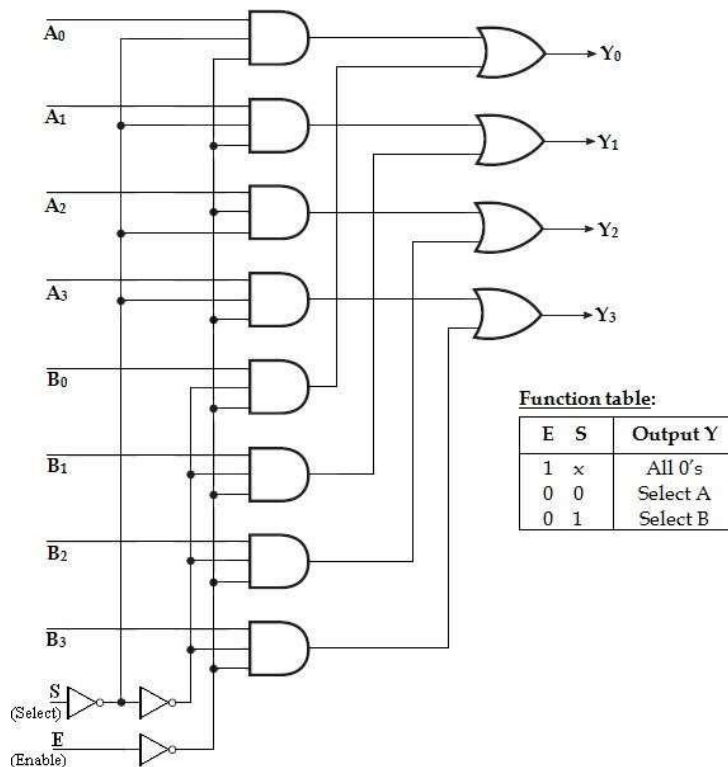 A0
Y0
A1
Y1
A2
Y2
A3
Y3
B0
Function table:
E S Output Y
1 x All 0's
0 0 Select A
0 1 Select B
B1
B2
B3
S
(Select)
E
(Enable)